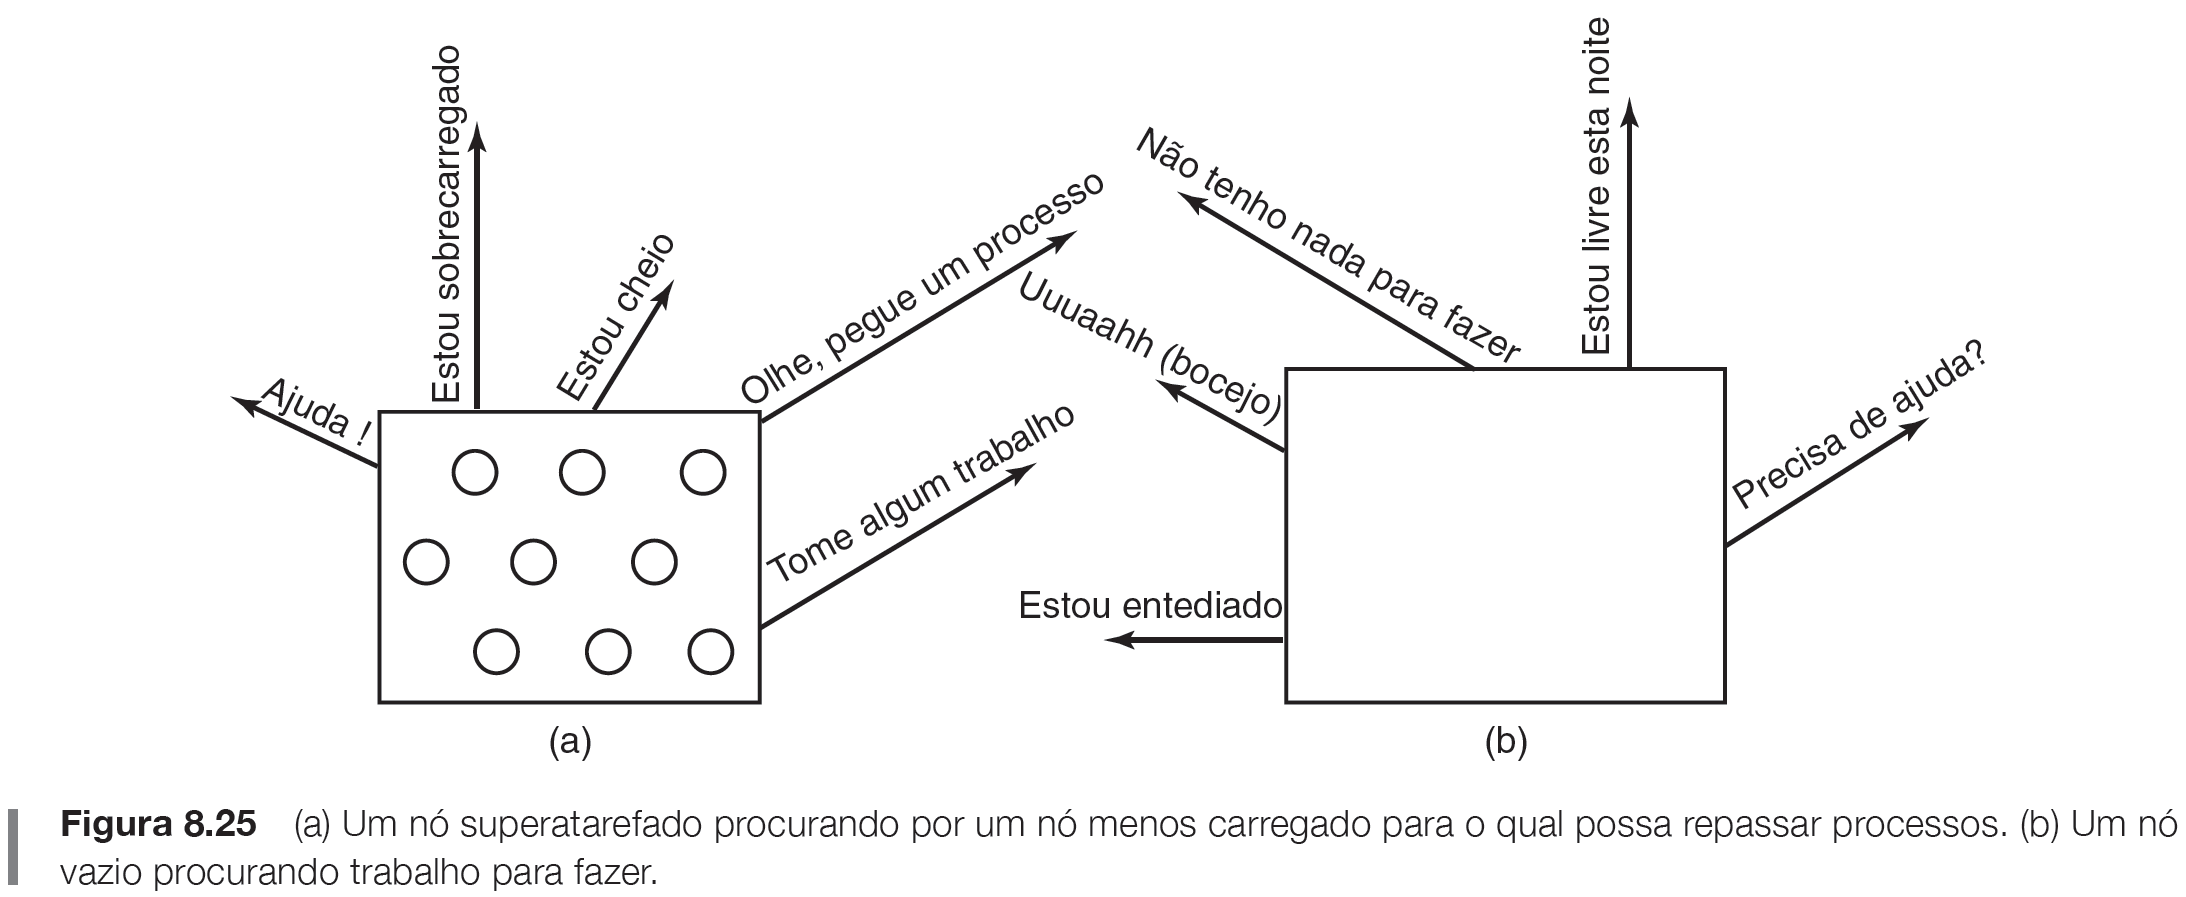 Estou sobrecarregado
Estou cheio
Ajuda !
Olhe, pegue um processo
Tome algum trabalho
(a)
Não tenho nada para fazer
Estou livre esta noite
Uuuaahh (bocejo)
Precisa de ajuda?
Estou entediado
(b)
Figura 8.25 (a) Um nó superatarefado procurando por um nó menos carregado para o qual possa repassar processos. (b) Um nó
vazio procurando trabalho para fazer.